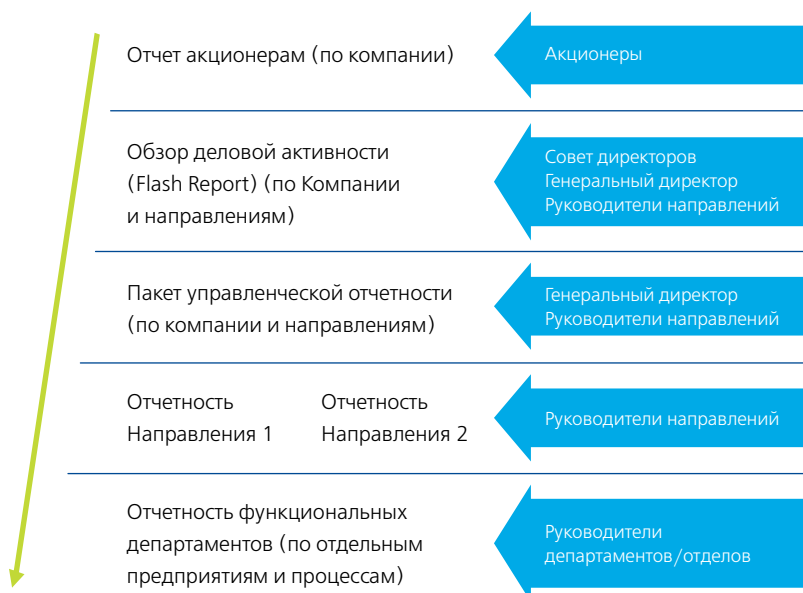 Отчет акционерам (по компании)
Акционеры
Обзор деловой активности
(Flash Report) (по Компании
и направлениям)
Совет директоров
Генеральный директор
Руководители направлений
Пакет управленческой отчетности
(по компании и направлениям)
Генеральный директор
Руководители направлений
Отчетность
Направления 1
Отчетность
Направления 2
Руководители направлений
Отчетность функциональных
департаментов (по отдельным
предприятиям и процессам)
Руководители
департаментов/отделов